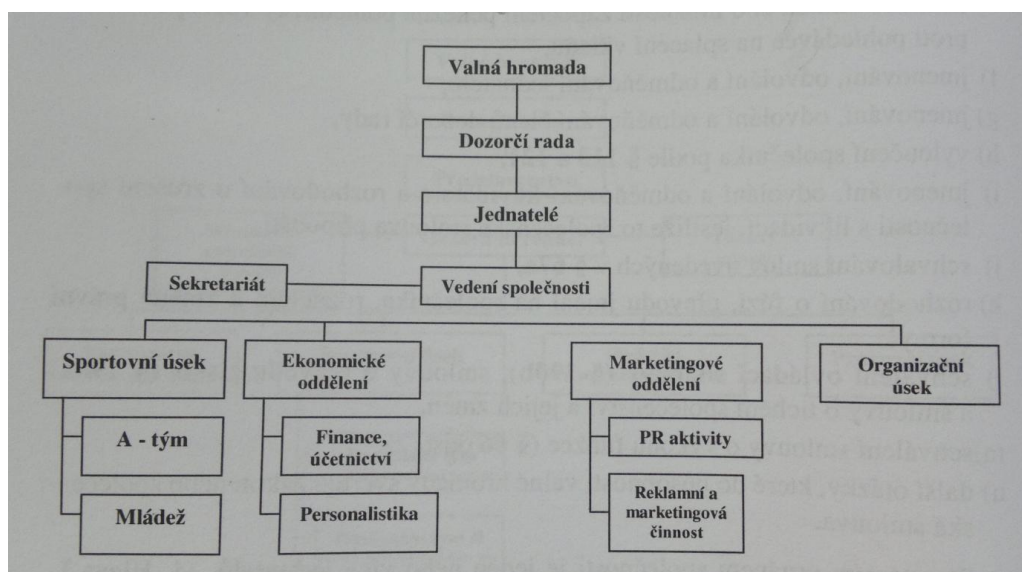 Valná hromada
Dozorčí rada
Jednatelé
Sekretariát
Vedení společnosti
Sportovní úsek
Ekonomické
oddělení
Marketingové
oddělení
Organizační
úsek
A - tým
Finance,
účetnictví
PR aktivity
Mládež
Personalistika
Reklamní a
marketingová
činnost